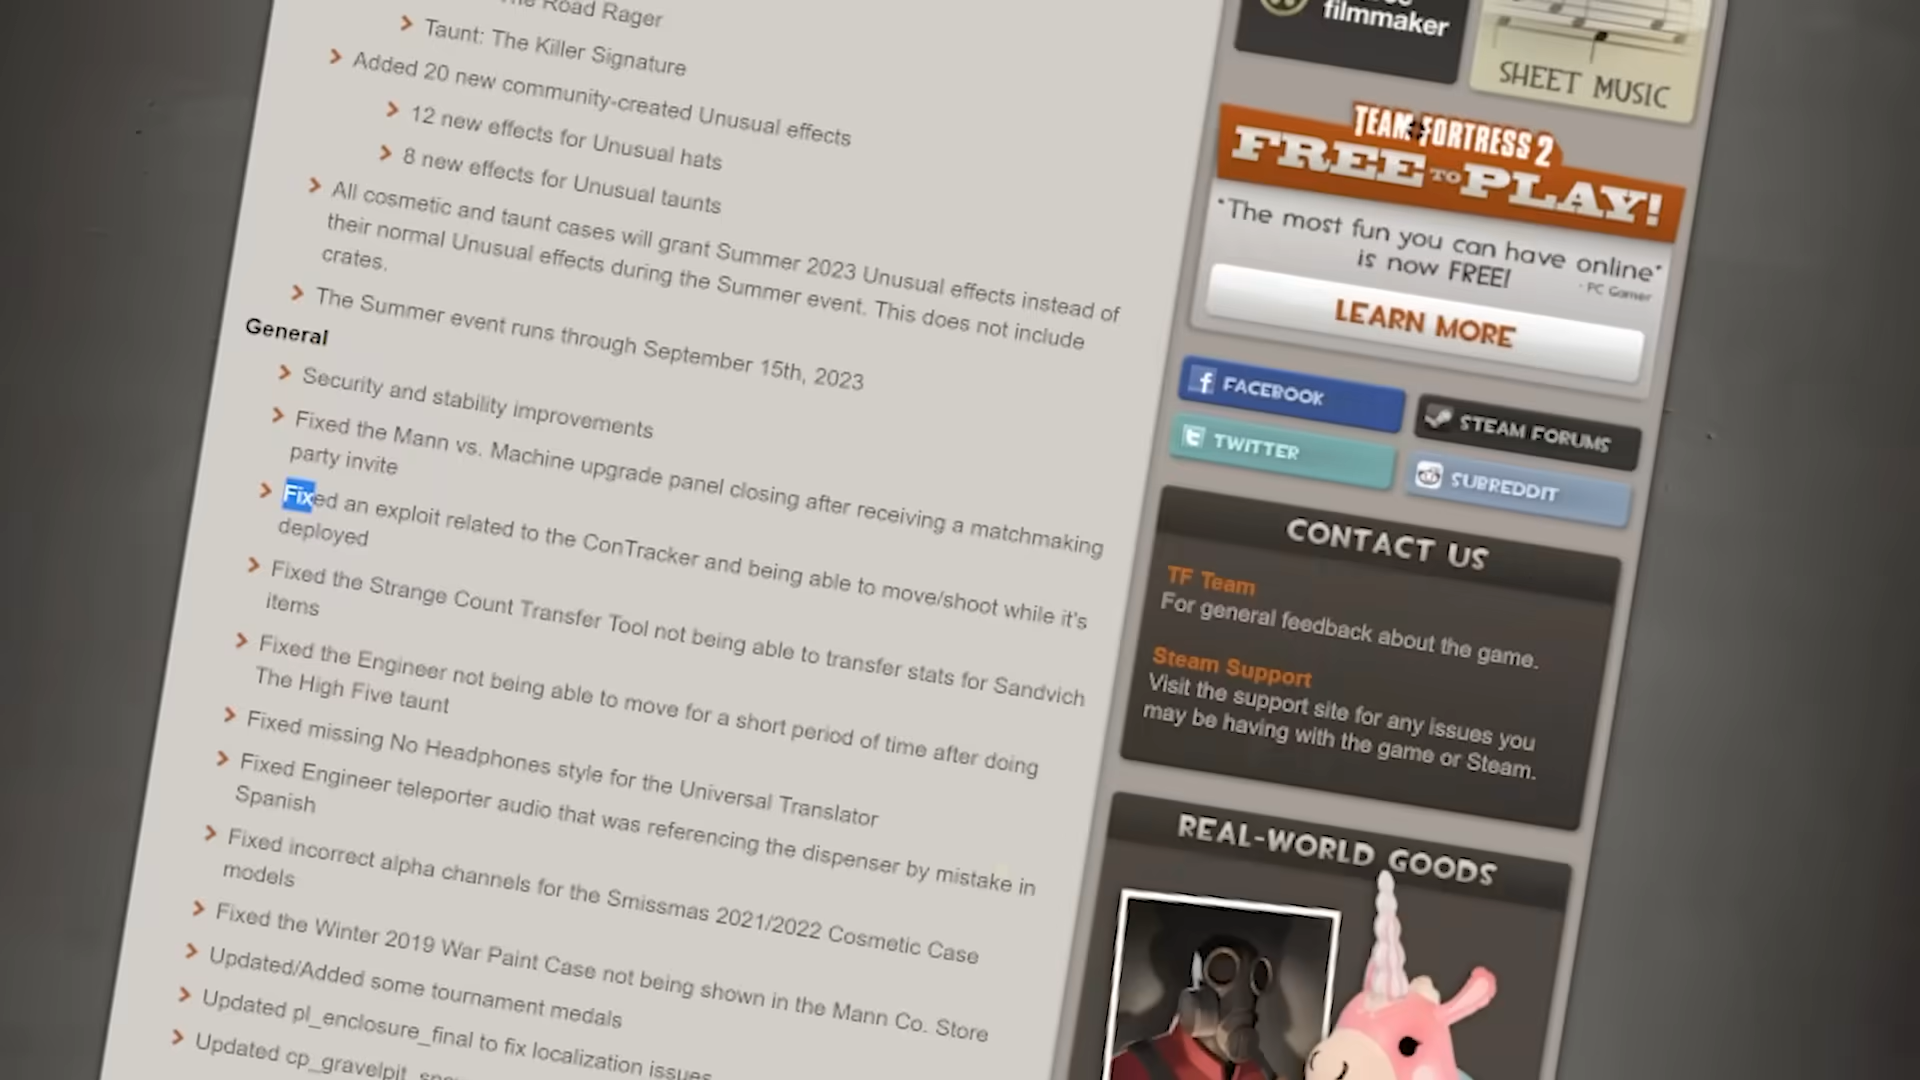 The Road Rager
Taunt: The Killer Signature
Added 20 new community-created Unusual effects
12 new effects for Unusual hats
8 new effects for Unusual taunts
All cosmetic and taunt cases will grant Summer 2023 Unusual effects instead of
their normal Unusual effects during the Summer event. This does not include
crates.
The Summer event runs through September 15th, 2023
General
Security and stability improvements
Fixed the Mann vs. Machine upgrade panel closing after receiving a matchmaking
party invite
Fixed an exploit related to the ConTracker and being able to move/shoot while it's
deployed
Fixed the Strange Count Transfer Tool not being able to transfer stats for Sandvich
items
Fixed the Engineer not being able to move for a short period of time after doing
The High Five taunt
Fixed missing No Headphones style for the Universal Translator
Fixed Engineer teleporter audio that was referencing the dispenser by mistake in
Spanish
Fixed incorrect alpha channels for the Smissmas 2021/2022 Cosmetic Case
models
Fixed the Winter 2019 War Paint Case not being shown in the Mann Co. Store
Updated/Added some tournament medals
Updated pl_enclosure_final to fix localization issues
Updated
filmmaker
SHEET MUSIC
TEAM FORTRESS 2
FREE TO PLAY!
"The most fun you can have online"
is now FREE!
- PC Gamer
LEARN MORE
FACEBOOK
STEAM FORUMS
TWITTER
SUBREDDIT
CONTACT US
TF Team
For general feedback about the game.
Steam Support
Visit the support site for any issues you
may be having with the game or Steam.
REAL-WORLD GOODS